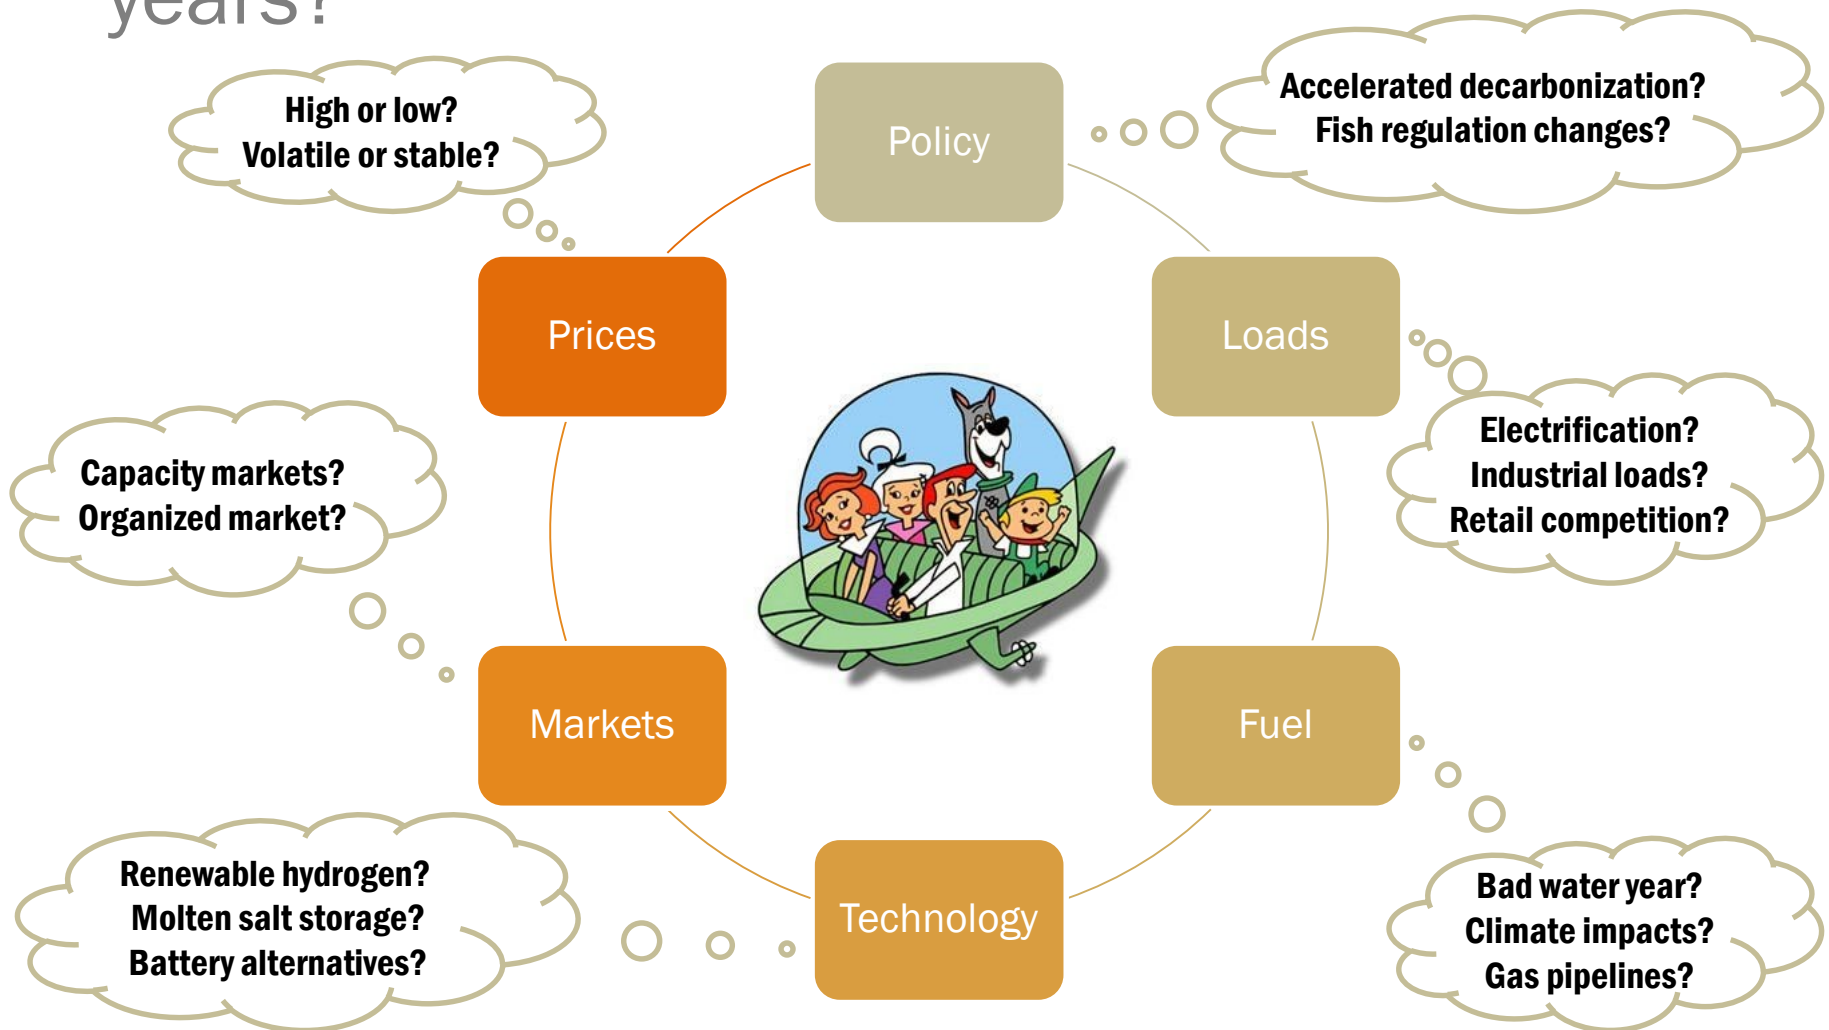 years?
High or low?
Volatile or stable?
Policy
Accelerated decarbonization?
Fish regulation changes?
Prices
Loads
Capacity markets?
Organized market?
Electrification?
Industrial loads?
Retail competition?
Markets
Fuel
Renewable hydrogen?
Molten salt storage?
Battery alternatives?
Technology
Bad water year?
Climate impacts?
Gas pipelines?